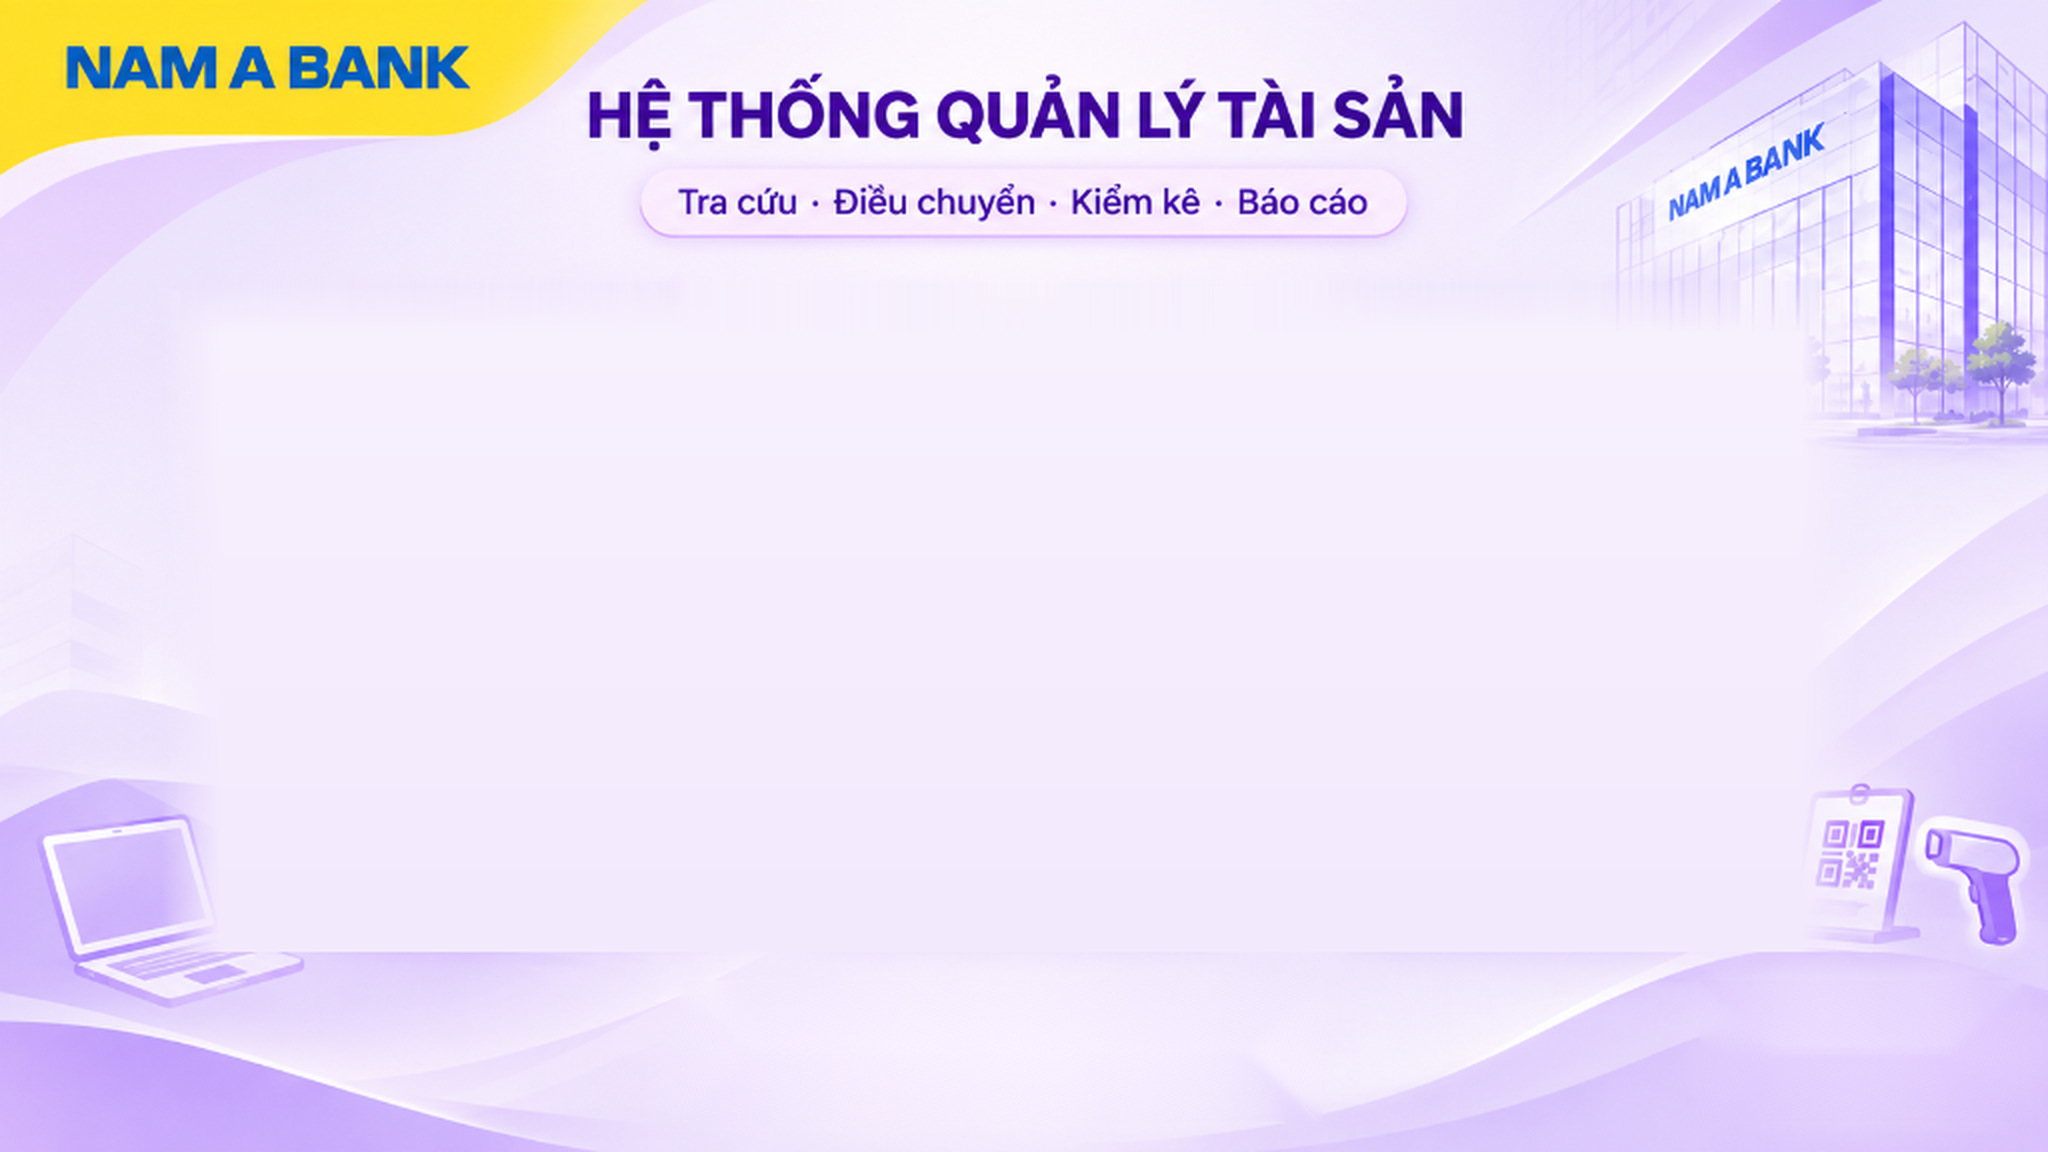 NAM A BANK
HỆ THỐNG QUẢN LÝ TÀI SẢN
Tra cứu · Điều chuyển · Kiểm kê · Báo cáo
NAM A BANK